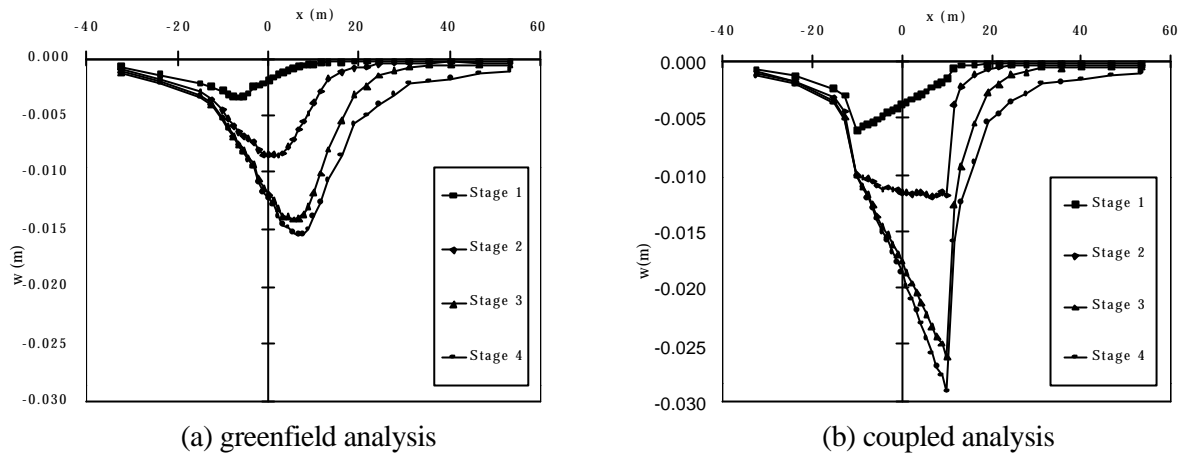 x (m)
-40 -20 0 20 40 60
0.000
-0.005
-0.010
-0.015
-0.020
-0.025
-0.030
w (m)
Stage 1
Stage 2
Stage 3
Stage 4
(a) greenfield analysis
x (m)
-40 -20 0 20 40 60
0.000
-0.005
-0.010
-0.015
-0.020
-0.025
-0.030
w(m)
Stage 1
Stage 2
Stage 3
Stage 4
(b) coupled analysis